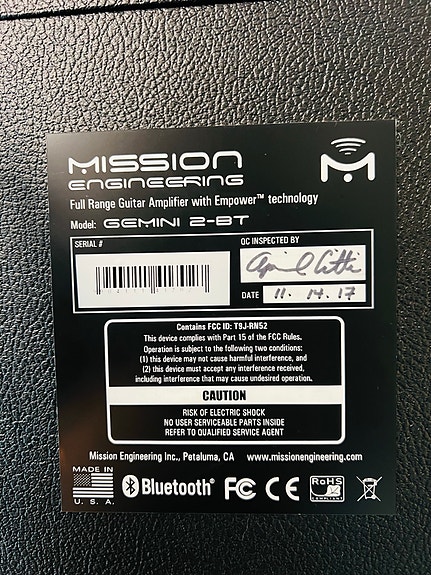 MISSION
ENGINEERING
Full Range Guitar Amplifier with Empower™ technology
Model: GEMINI 2-BT
SERIAL #
QC INSPECTED BY
DATE 11. 14. 17
Contains FCC ID: T9J-RN52
This device complies with Part 15 of the FCC Rules.
Operation is subject to the following two conditions:
(1) this device may not cause harmful interference, and
(2) this device must accept any interference received,
including interference that may cause undesired operation.
CAUTION
RISK OF ELECTRIC SHOCK
NO USER SERVICEABLE PARTS INSIDE
REFER TO QUALIFIED SERVICE AGENT
Mission Engineering Inc., Petaluma, CA www.missionengineering.com
MADE IN
U. S. A.
Bluetooth®
FC CE
RoHS
COMPLIANT